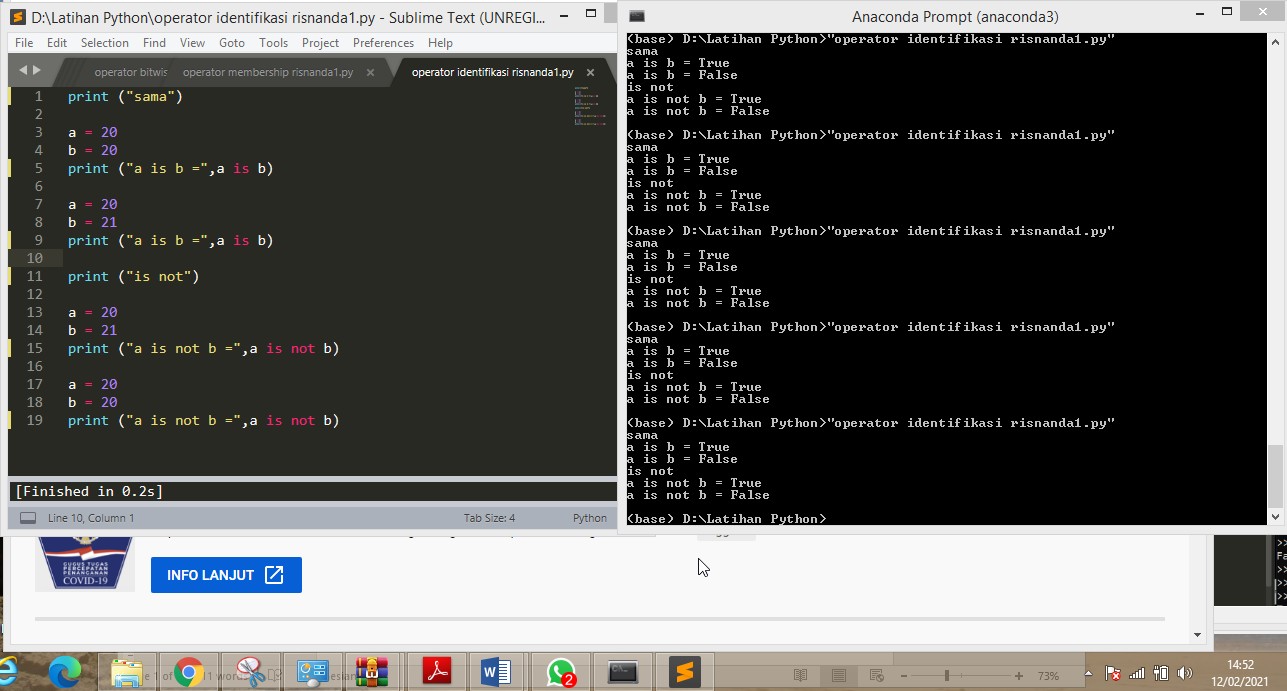 D:\Latihan Python\operator identifikasi risnanda1.py - Sublime Text (UNREGI...
File Edit Selection Find View Goto Tools Project Preferences Help
operator bitwis operator membership risnanda1.py operator identifikasi risnanda1.py
1 print ("sama")
2
3 a = 20
4 b = 20
5 print ("a is b =",a is b)
6
7 a = 20
8 b = 21
9 print ("a is b =",a is b)
10
11 print ("is not")
12
13 a = 20
14 b = 21
15 print ("a is not b =",a is not b)
16
17 a = 20
18 b = 20
19 print ("a is not b =",a is not b)
[Finished in 0.2s]
Line 10, Column 1 Tab Size: 4 Python
Anaconda Prompt (anaconda3)
(base) D:\Latihan Python>"operator identifikasi risnanda1.py"
sama
a is b = True
a is b = False
is not
a is not b = True
a is not b = False
(base) D:\Latihan Python>"operator identifikasi risnanda1.py"
sama
a is b = True
a is b = False
is not
a is not b = True
a is not b = False
(base) D:\Latihan Python>"operator identifikasi risnanda1.py"
sama
a is b = True
a is b = False
is not
a is not b = True
a is not b = False
(base) D:\Latihan Python>"operator identifikasi risnanda1.py"
sama
a is b = True
a is b = False
is not
a is not b = True
a is not b = False
(base) D:\Latihan Python>"operator identifikasi risnanda1.py"
sama
a is b = True
a is b = False
is not
a is not b = True
a is not b = False
(base) D:\Latihan Python>
GUGUS TUGAS
PERCEPATAN
PENANGANAN
COVID-19
INFO LANJUT
>>
Fa
>>
>>
>>
2
73%
14:52
12/02/2021